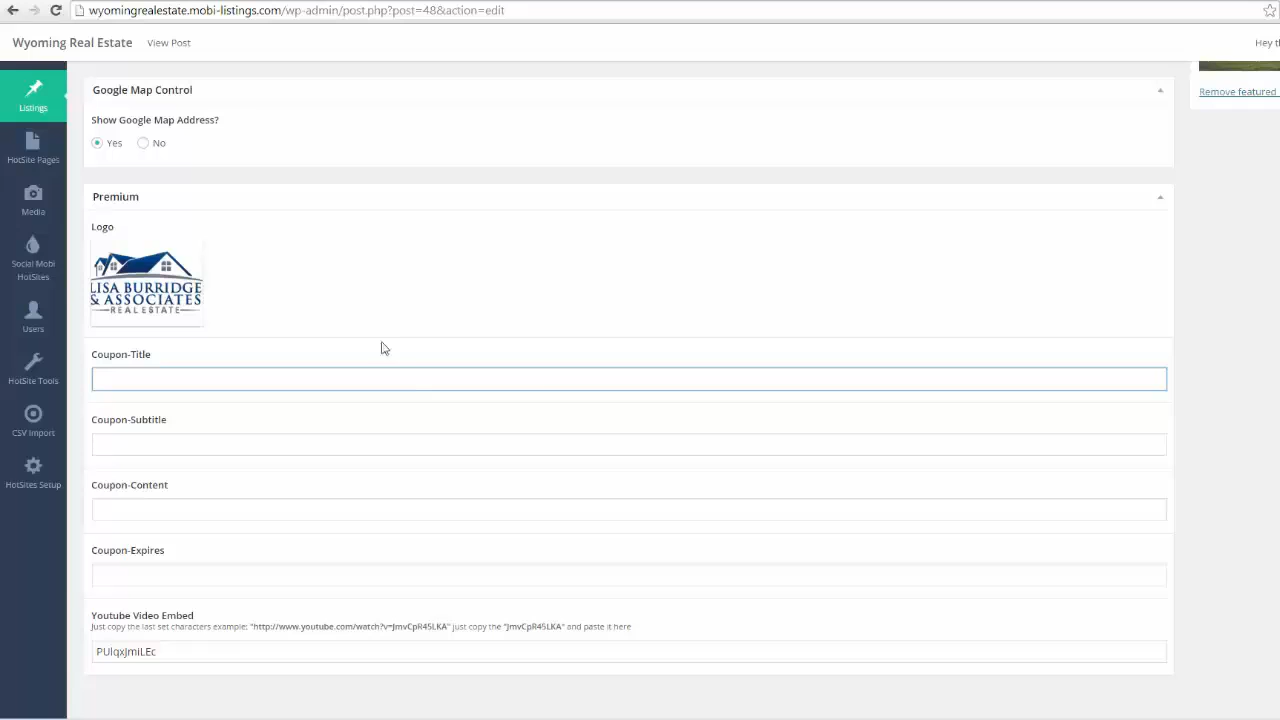 wyomingrealestate.mobi-listings.com/wp-admin/post.php?post=48&action=edit
Wyoming Real Estate View Post
Hey t
Listings
HotSite Pages
Media
Social Mobi
HotSites
Users
HotSite Tools
CSV Import
HotSites Setup
Google Map Control
Show Google Map Address?
Yes No
Premium
Logo
LISA BURRIDGE
& ASSOCIATES
REAL ESTATE
Coupon-Title
Coupon-Subtitle
Coupon-Content
Coupon-Expires
Youtube Video Embed
Just copy the last set characters example: "http://www.youtube.com/watch?v=JmvCpR45LKA" just copy the "JmvCpR45LKA" and paste it here
PUlqxJmiLEc
Remove featured